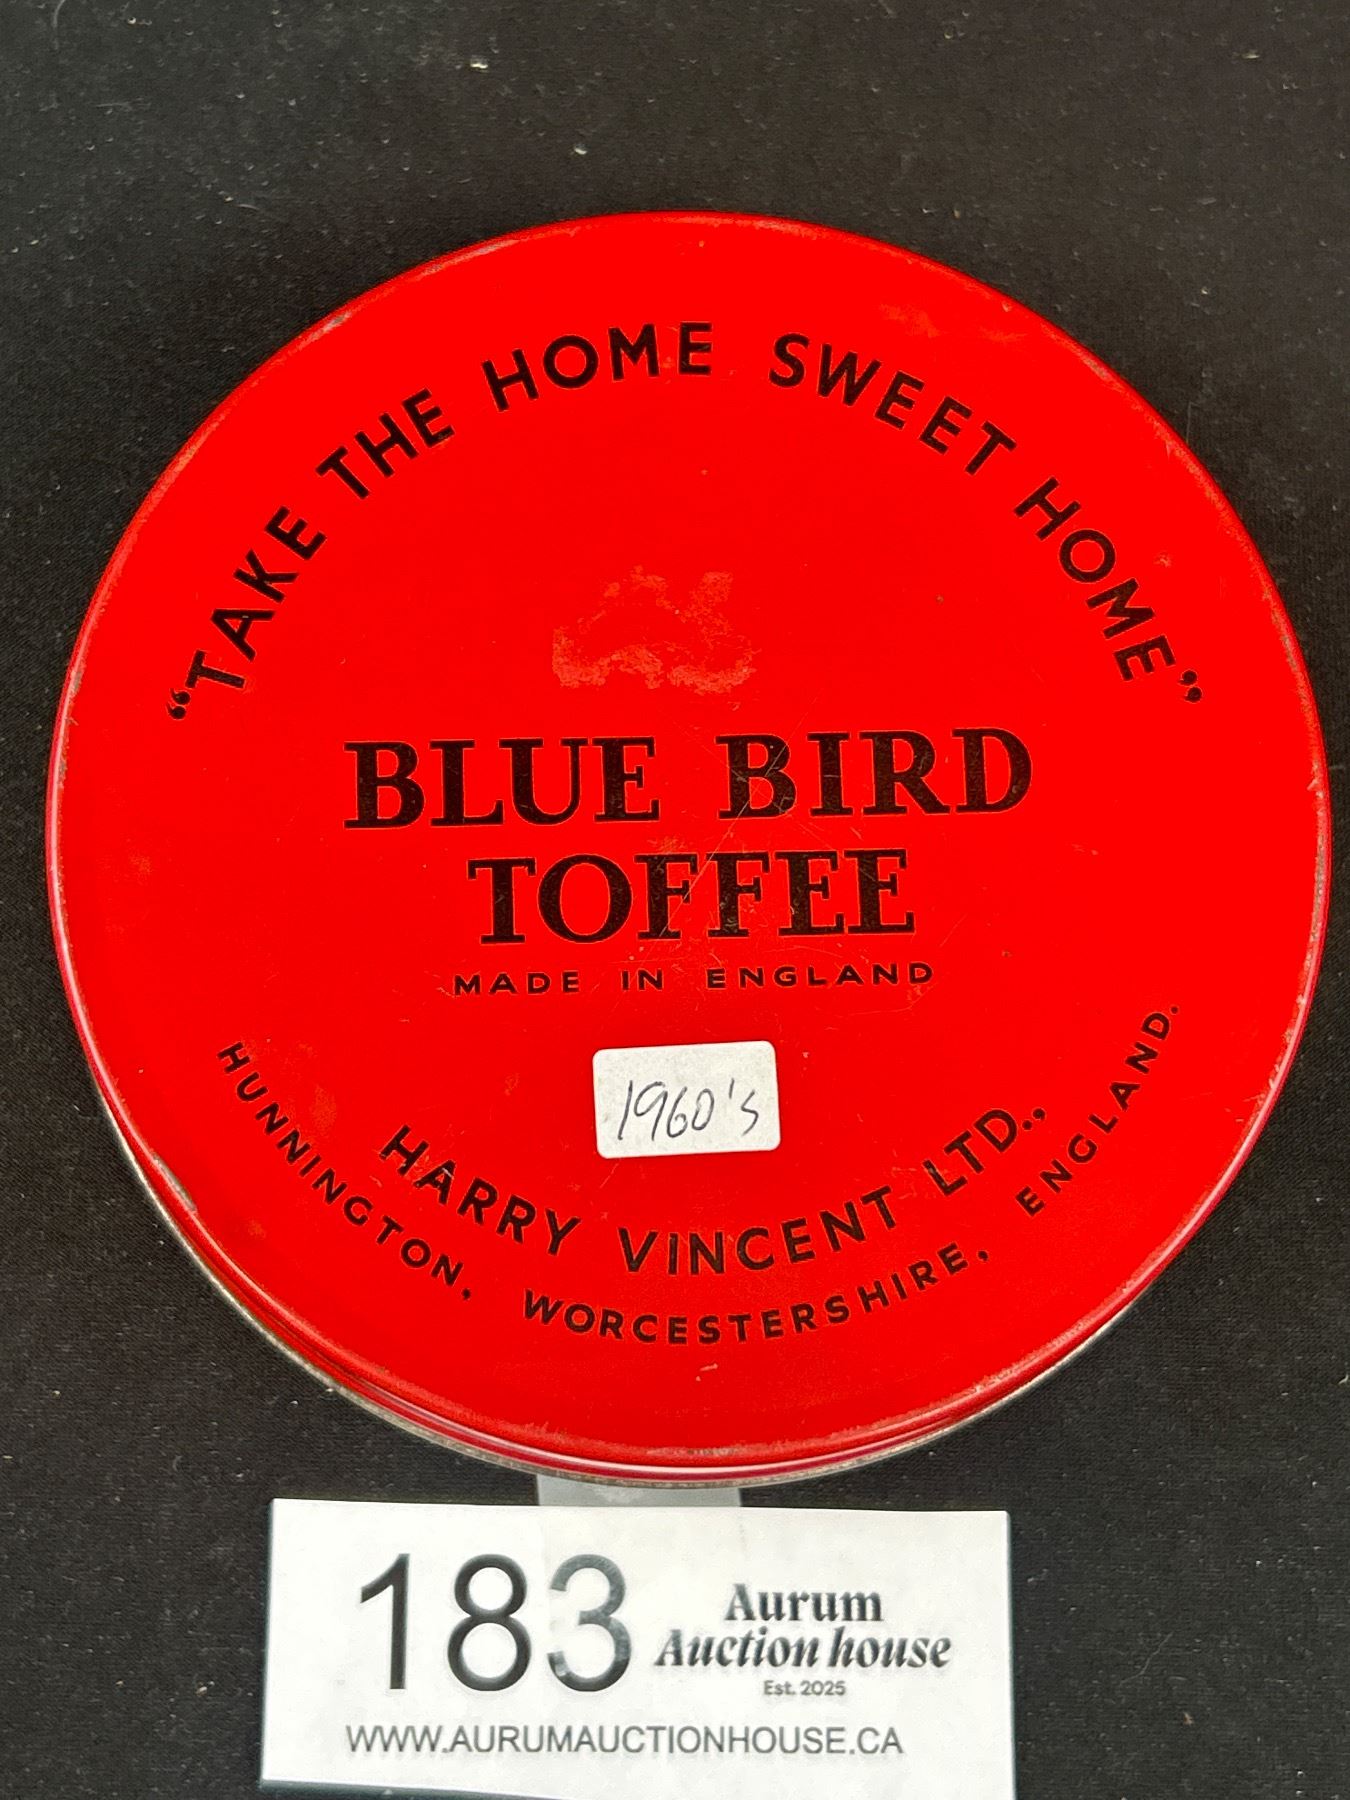 “TAKE THE HOME SWEET HOME”
BLUE BIRD
TOFFEE
MADE IN ENGLAND
1960's
HARRY VINCENT LTD.,
HUNNINGTON, WORCESTERSHIRE, ENGLAND.
183
Aurum
Auction house
Est. 2025
WWW.AURUMAUCTIONHOUSE.CA